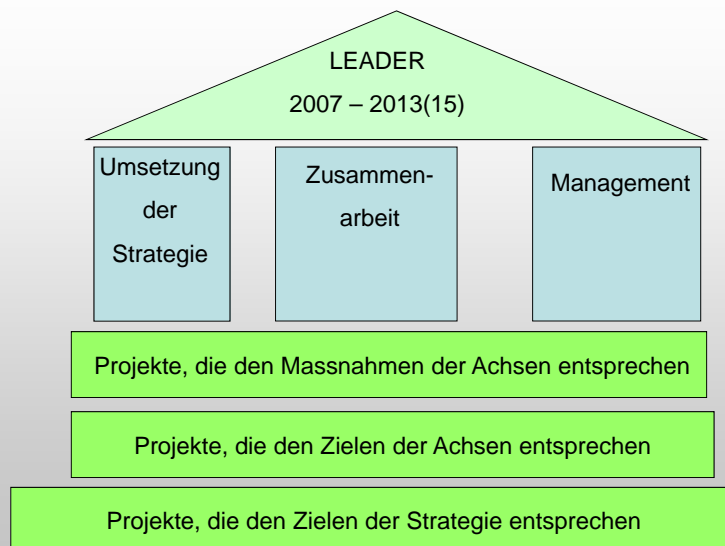 LEADER
2007 – 2013(15)
Umsetzung
der
Strategie
Zusammen-
arbeit
Management
Projekte, die den Massnahmen der Achsen entsprechen
Projekte, die den Zielen der Achsen entsprechen
Projekte, die den Zielen der Strategie entsprechen